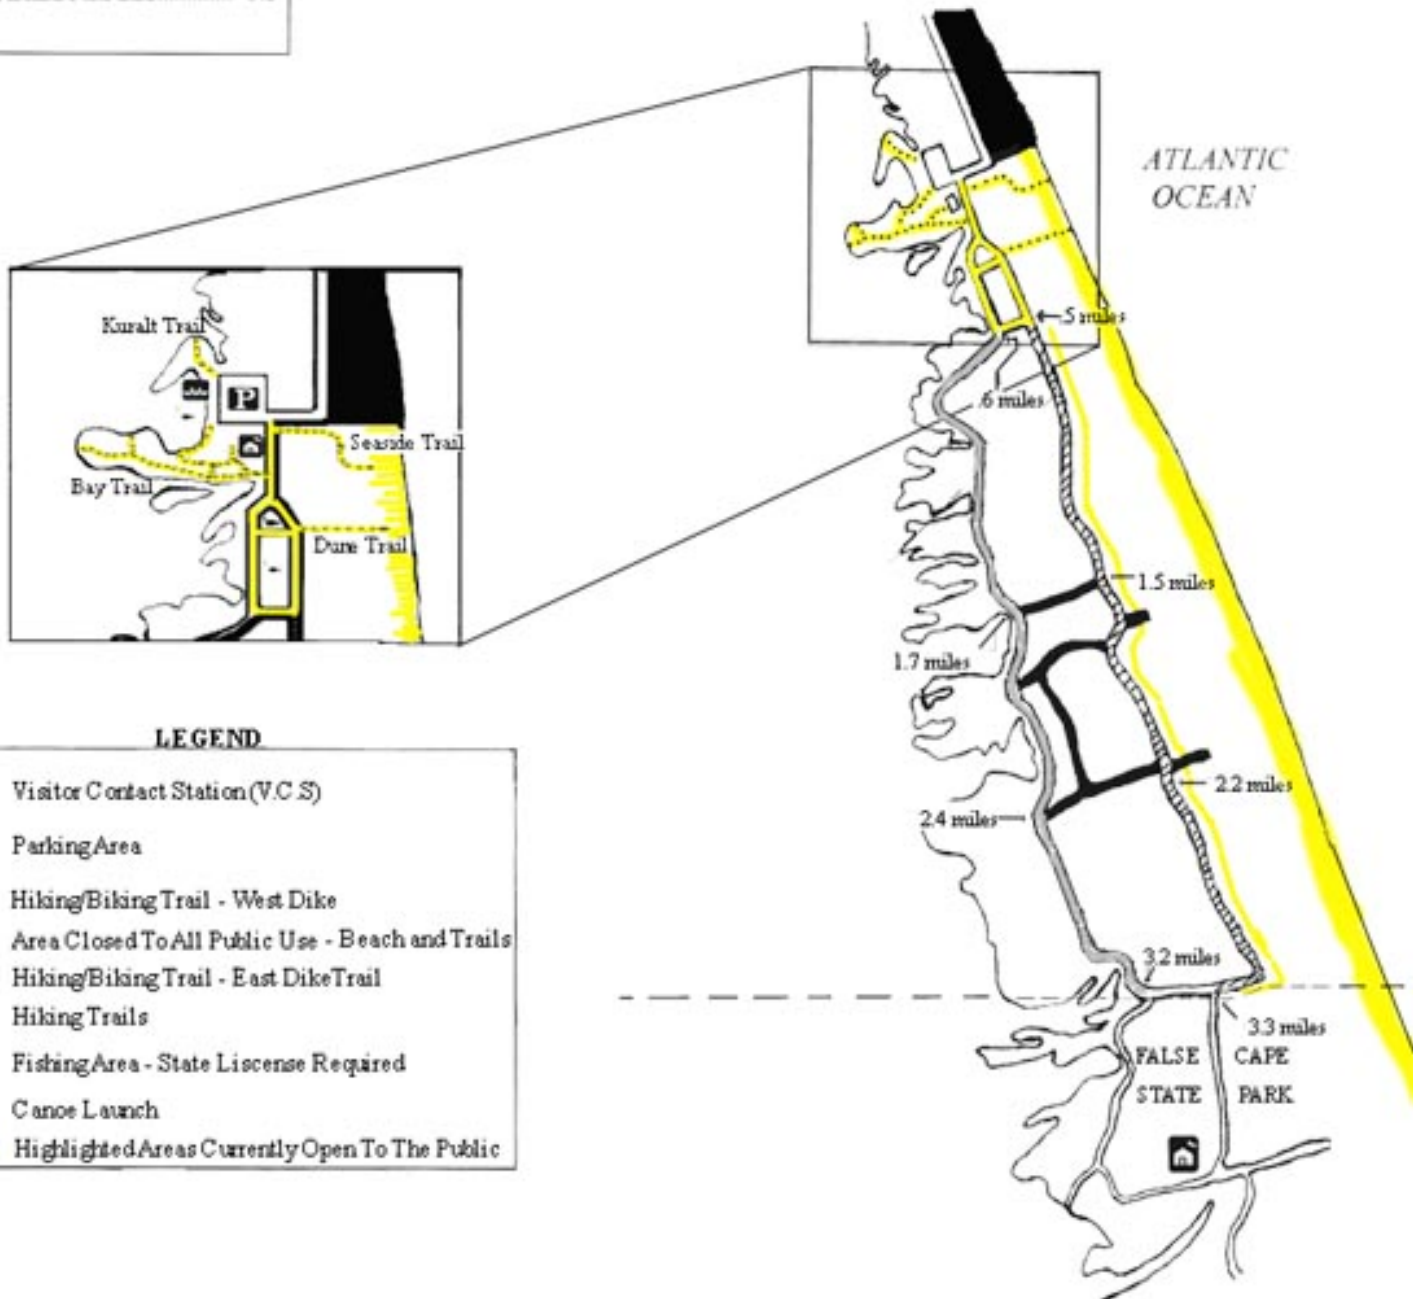 ATLANTIC
OCEAN
.5 miles
.6 miles
Kuralt Trail
P
Seaside Trail
Bay Trail
Dune Trail
1.5 miles
1.7 miles
2.2 miles
2.4 miles
3.2 miles
3.3 miles
FALSE CAPE
STATE PARK
LEGEND
Visitor Contact Station (V.C.S)
Parking Area
Hiking/Biking Trail - West Dike
Area Closed To All Public Use - Beach and Trails
Hiking/Biking Trail - East Dike Trail
Hiking Trails
Fishing Area - State Liscense Required
Canoe Launch
Highlighted Areas Currently Open To The Public